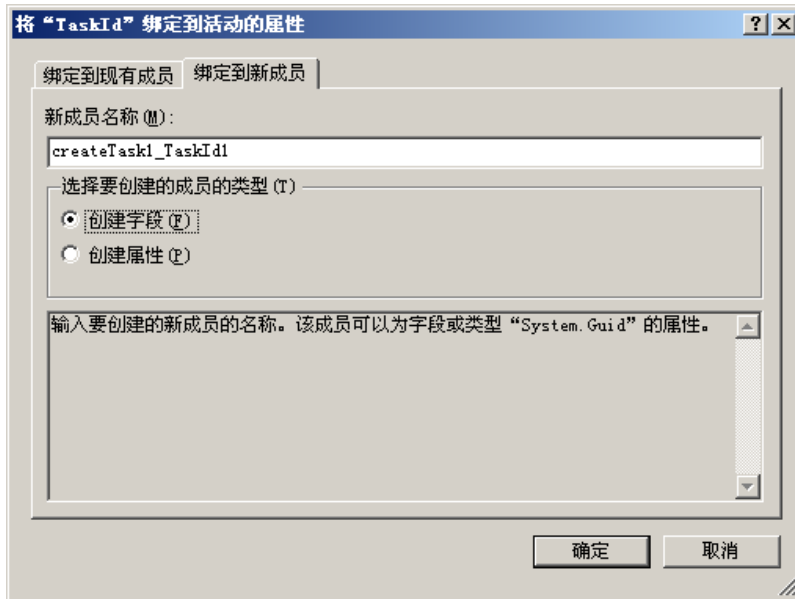 将“TaskId”绑定到活动的属性
绑定到现有成员 绑定到新成员
新成员名称(M):
createTask1_TaskId1
选择要创建的成员的类型(T)
创建字段(F)
创建属性(P)
输入要创建的新成员的名称。该成员可以为字段或类型“System.Guid”的属性。
确定 取消